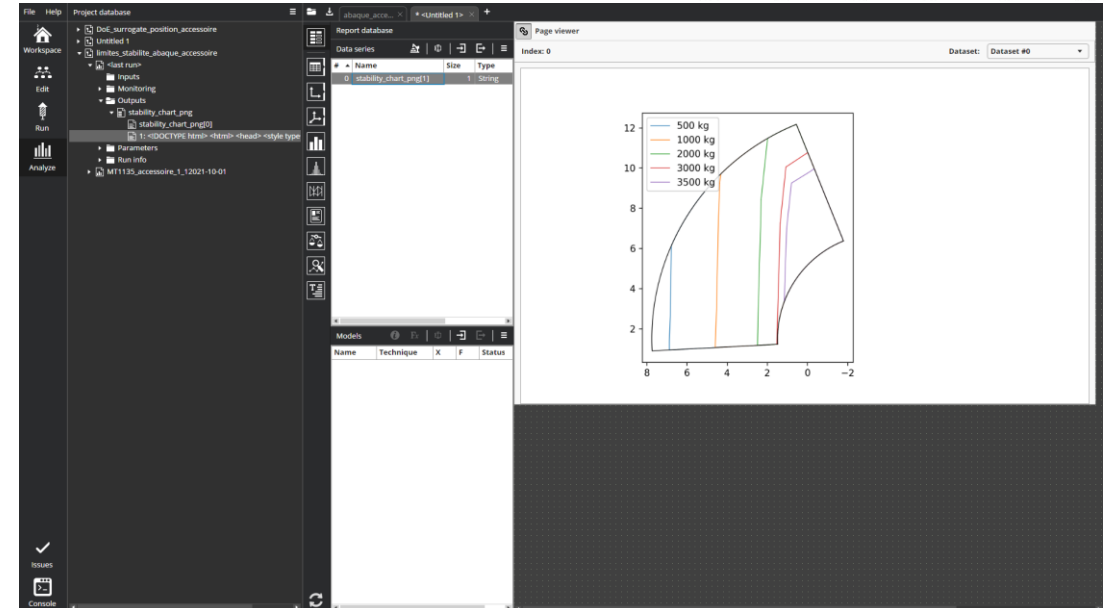 File Help
Workspace
Edit
Run
Analyze
Issues
Console
Project database
DoE_surrogate_position_accessoire
Untitled 1
limites_stabilite_abaque_accessoire
<last run>
Inputs
Monitoring
Outputs
stability_chart_png
stability_chart_png[0]
1: <!DOCTYPE html> <html> <head> <style type
Parameters
Run info
MT1135_accessoire_1_12021-10-01
abaque_acce... ×
* <Untitled 1> ×
+
Report database
Data series
# Name Size Type
0 stability_chart_png[1] 1 String
Models
Name Technique X F Status
Page viewer
Index: 0
Dataset: Dataset #0
500 kg
1000 kg
2000 kg
3000 kg
3500 kg
12
10
8
6
4
2
8 6 4 2 0 −2